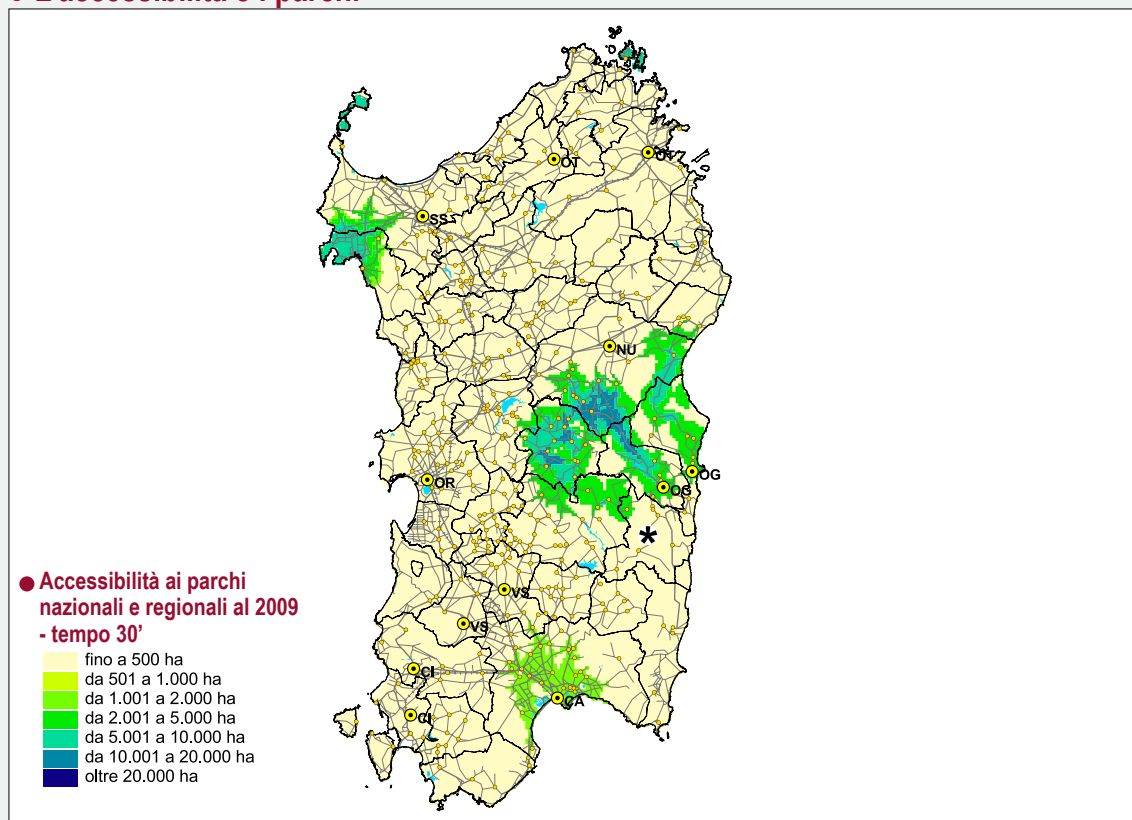 OT
OT
SS
NU
OG
OG
OR
*
VS
VS
CI
CA
CI
Accessibilità ai parchi
nazionali e regionali al 2009
- tempo 30'
fino a 500 ha
da 501 a 1.000 ha
da 1.001 a 2.000 ha
da 2.001 a 5.000 ha
da 5.001 a 10.000 ha
da 10.001 a 20.000 ha
oltre 20.000 ha